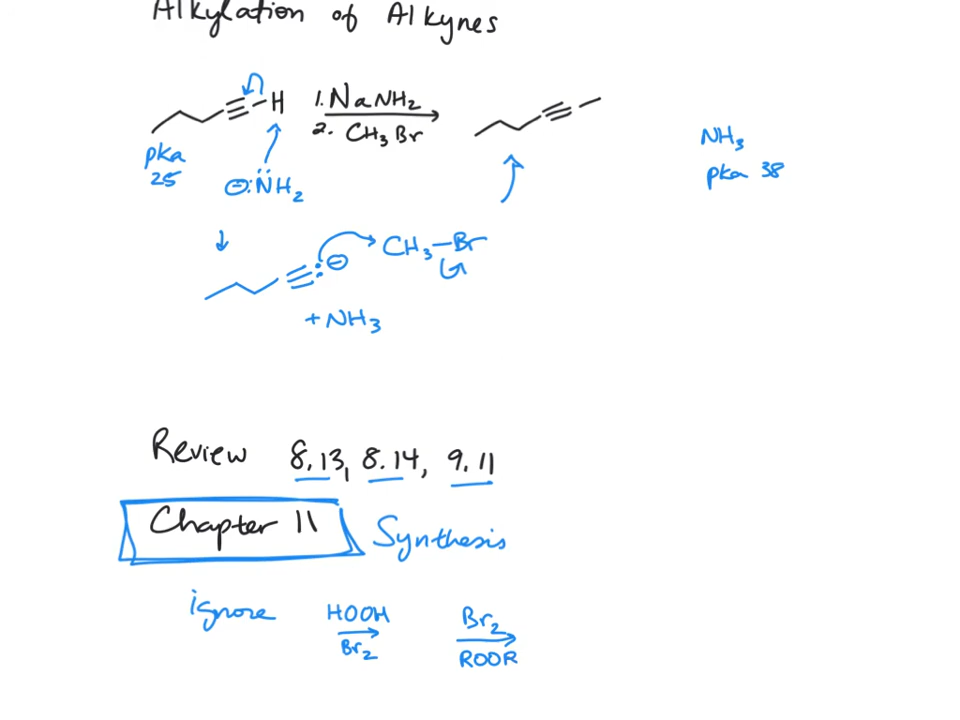 Alkylation of Alkynes
H
1. NaNH₂
2. CH₃Br
pka
25
⊖:N̈H₂
NH₃
pka 38
:⊖ CH₃—Br
+ NH₃
Review 8.13, 8.14, 9.11
Chapter 11 Synthesis
ignore HOOH Br₂
Br₂ ROOR